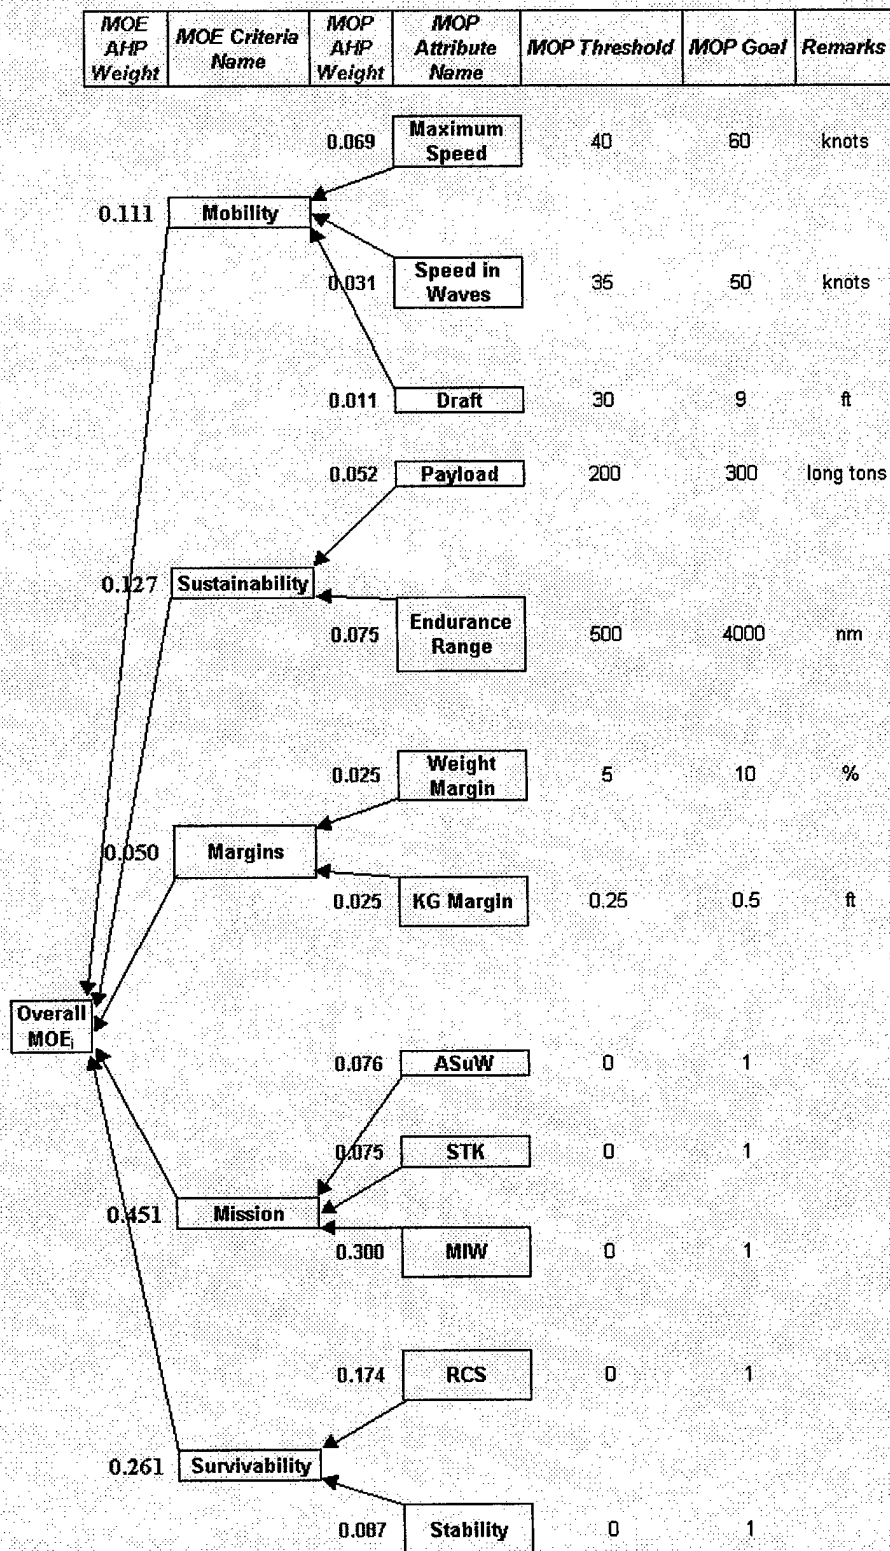 MOE AHP Weight
MOE Criteria Name
MOP AHP Weight
MOP Attribute Name
MOP Threshold
MOP Goal
Remarks
0.069 Maximum Speed 40 60 knots
0.111 Mobility
0.031 Speed in Waves 35 50 knots
0.011 Draft 30 9 ft
0.052 Payload 200 300 long tons
0.127 Sustainability
0.075 Endurance Range 500 4000 nm
0.025 Weight Margin 5 10 %
0.050 Margins
0.025 KG Margin 0.25 0.5 ft
Overall MOEi
0.076 ASuW 0 1
0.075 STK 0 1
0.451 Mission
0.300 MIW 0 1
0.174 RCS 0 1
0.261 Survivability
0.087 Stability 0 1